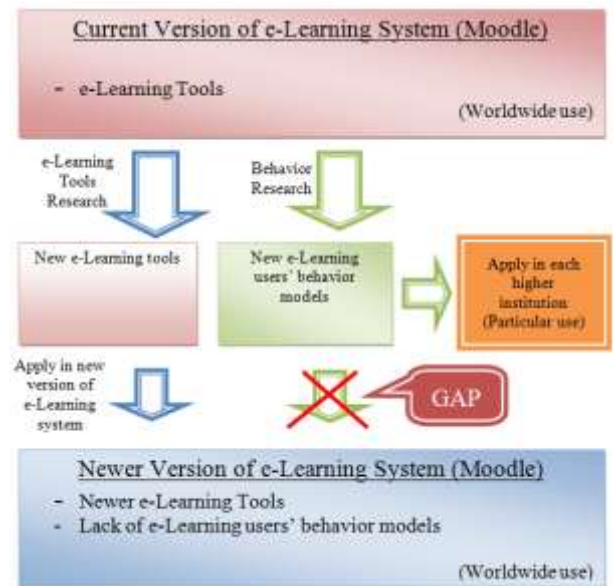 Current Version of e-Learning System (Moodle)
- e-Learning Tools
(Worldwide use)
e-Learning
Tools
Research
Behavior
Research
New e-Learning tools
New e-Learning
users' behavior
models
Apply in each
higher
institution
(Particular use)
Apply in new
version of
e-Learning
system
GAP
Newer Version of e-Learning System (Moodle)
- Newer e-Learning Tools
- Lack of e-Learning users' behavior models
(Worldwide use)